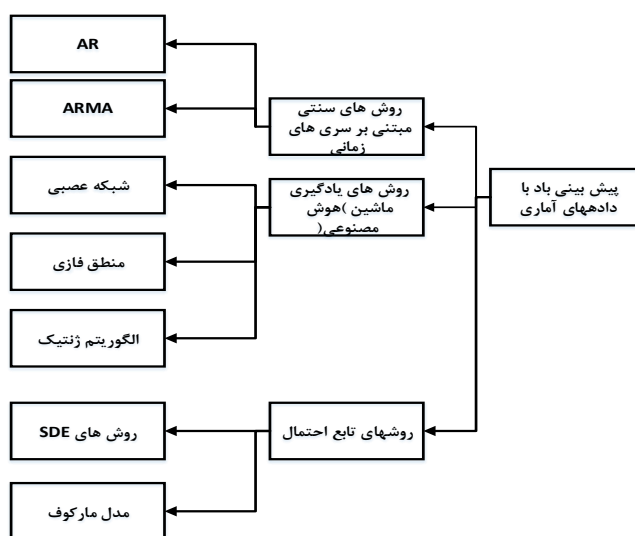 پیش بینی باد با
دادههای آماری
روش های سنتی
مبتنی بر سری های
زمانی
AR
ARMA
روش های یادگیری
ماشین )هوش
مصنوعی(
شبکه عصبی
منطق فازی
الگوریتم ژنتیک
روشهای تابع احتمال
روش های SDE
مدل مارکوف